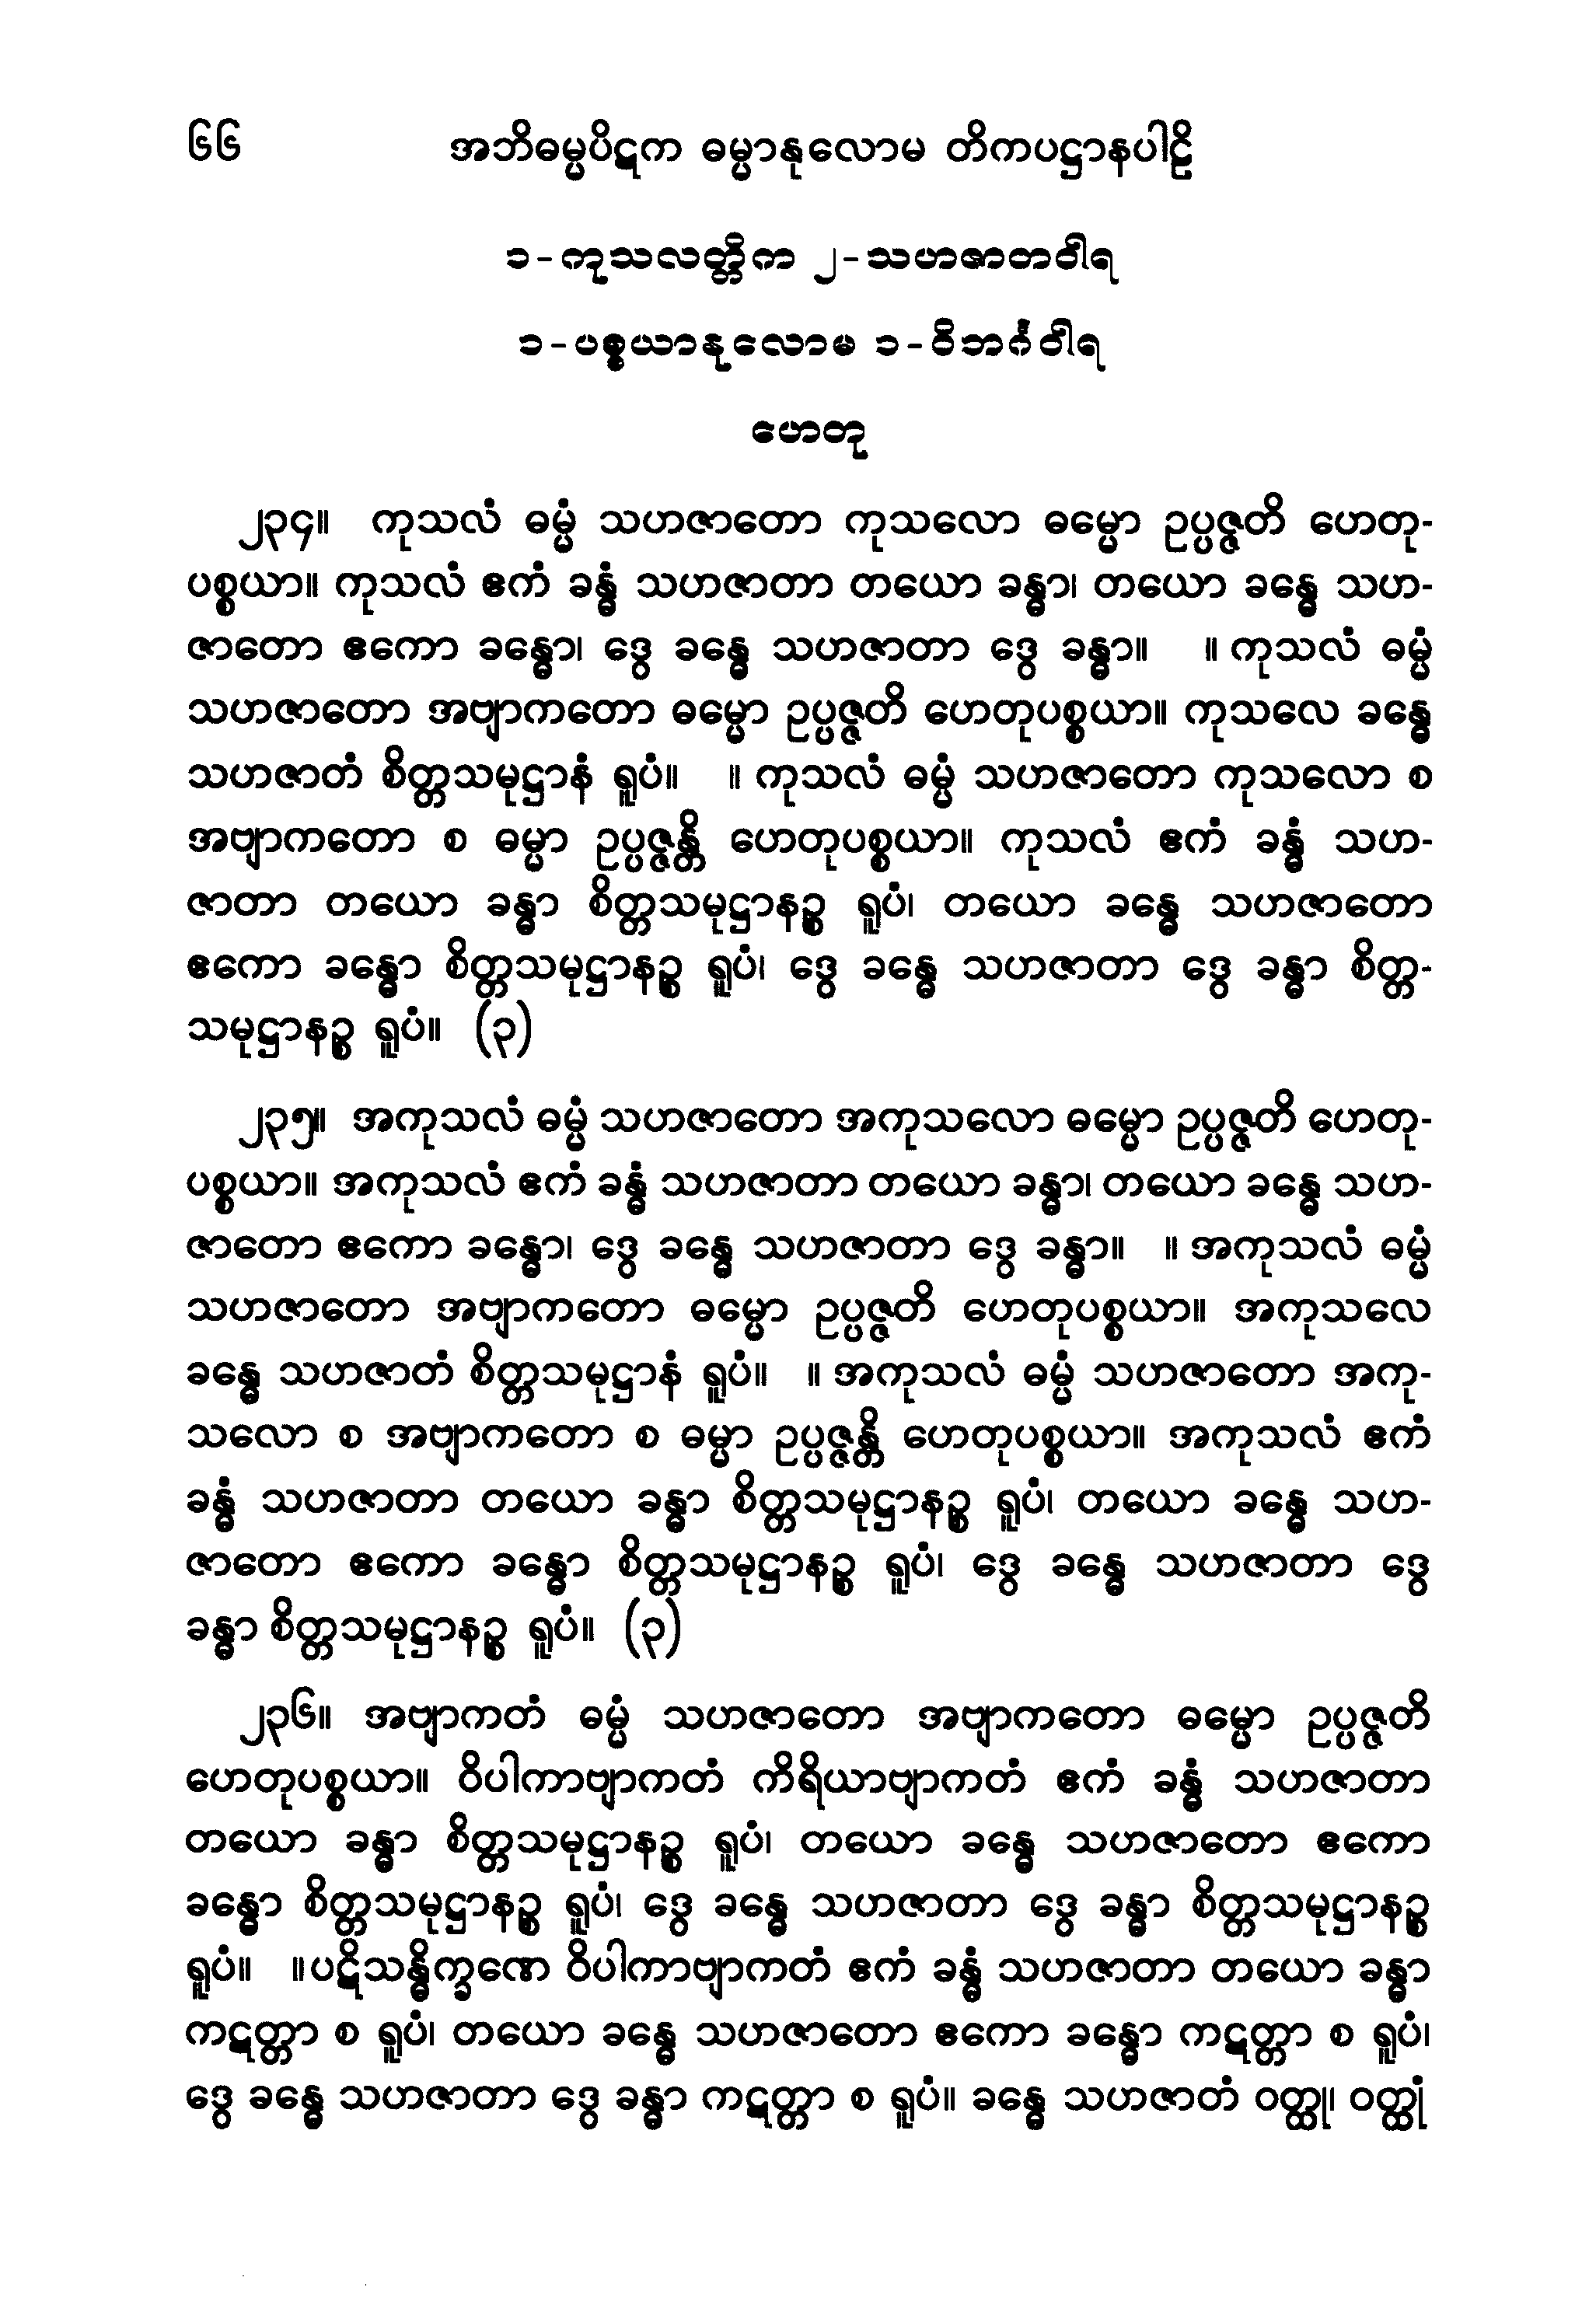 ၆၆ အဘိဓမ္မပိဋက ဓမ္မာနုလောမ တိကပဋ္ဌာနပါဠိ
၁-ကုသလတ္တိက ၂-သဟဇာတဝါရ
၁-ပစ္စယာနုလောမ ၁-ဝိဘင်္ဂဝါရ
ဟေတု
၂၃၄။ ကုသလံ ဓမ္မံ သဟဇာတော ကုသလော ဓမ္မော ဥပ္ပဇ္ဇတိ ဟေတု-
ပစ္စယာ။ ကုသလံ ဧကံ ခန္ဓံ သဟဇာတာ တယော ခန္ဓာ၊ တယော ခန္ဓေ သဟ-
ဇာတော ဧကော ခန္ဓော၊ ဒွေ ခန္ဓေ သဟဇာတာ ဒွေ ခန္ဓာ။ ။ ကုသလံ ဓမ္မံ
သဟဇာတော အဗျာကတော ဓမ္မော ဥပ္ပဇ္ဇတိ ဟေတုပစ္စယာ။ ကုသလေ ခန္ဓေ
သဟဇာတံ စိတ္တသမုဋ္ဌာနံ ရူပံ။ ။ ကုသလံ ဓမ္မံ သဟဇာတော ကုသလော စ
အဗျာကတော စ ဓမ္မာ ဥပ္ပဇ္ဇန္တိ ဟေတုပစ္စယာ။ ကုသလံ ဧကံ ခန္ဓံ သဟ-
ဇာတာ တယော ခန္ဓာ စိတ္တသမုဋ္ဌာနဉ္စ ရူပံ၊ တယော ခန္ဓေ သဟဇာတော
ဧကော ခန္ဓော စိတ္တသမုဋ္ဌာနဉ္စ ရူပံ၊ ဒွေ ခန္ဓေ သဟဇာတာ ဒွေ ခန္ဓာ စိတ္တ-
သမုဋ္ဌာနဉ္စ ရူပံ။ (၃)
၂၃၅။ အကုသလံ ဓမ္မံ သဟဇာတော အကုသလော ဓမ္မော ဥပ္ပဇ္ဇတိ ဟေတု-
ပစ္စယာ။ အကုသလံ ဧကံ ခန္ဓံ သဟဇာတာ တယော ခန္ဓာ၊ တယော ခန္ဓေ သဟ-
ဇာတော ဧကော ခန္ဓော၊ ဒွေ ခန္ဓေ သဟဇာတာ ဒွေ ခန္ဓာ။ ။ အကုသလံ ဓမ္မံ
သဟဇာတော အဗျာကတော ဓမ္မော ဥပ္ပဇ္ဇတိ ဟေတုပစ္စယာ။ အကုသလေ
ခန္ဓေ သဟဇာတံ စိတ္တသမုဋ္ဌာနံ ရူပံ။ ။ အကုသလံ ဓမ္မံ သဟဇာတော အကု-
သလော စ အဗျာကတော စ ဓမ္မာ ဥပ္ပဇ္ဇန္တိ ဟေတုပစ္စယာ။ အကုသလံ ဧကံ
ခန္ဓံ သဟဇာတာ တယော ခန္ဓာ စိတ္တသမုဋ္ဌာနဉ္စ ရူပံ၊ တယော ခန္ဓေ သဟ-
ဇာတော ဧကော ခန္ဓော စိတ္တသမုဋ္ဌာနဉ္စ ရူပံ၊ ဒွေ ခန္ဓေ သဟဇာတာ ဒွေ
ခန္ဓာ စိတ္တသမုဋ္ဌာနဉ္စ ရူပံ။ (၃)
၂၃၆။ အဗျာကတံ ဓမ္မံ သဟဇာတော အဗျာကတော ဓမ္မော ဥပ္ပဇ္ဇတိ
ဟေတုပစ္စယာ။ ဝိပါကာဗျာကတံ ကိရိယာဗျာကတံ ဧကံ ခန္ဓံ သဟဇာတာ
တယော ခန္ဓာ စိတ္တသမုဋ္ဌာနဉ္စ ရူပံ၊ တယော ခန္ဓေ သဟဇာတော ဧကော
ခန္ဓော စိတ္တသမုဋ္ဌာနဉ္စ ရူပံ၊ ဒွေ ခန္ဓေ သဟဇာတာ ဒွေ ခန္ဓာ စိတ္တသမုဋ္ဌာနဉ္စ
ရူပံ။ ။ ပဋိသန္ဓိက္ခဏေ ဝိပါကာဗျာကတံ ဧကံ ခန္ဓံ သဟဇာတာ တယော ခန္ဓာ
ကဋတ္တာ စ ရူပံ၊ တယော ခန္ဓေ သဟဇာတော ဧကော ခန္ဓော ကဋတ္တာ စ ရူပံ၊
ဒွေ ခန္ဓေ သဟဇာတာ ဒွေ ခန္ဓာ ကဋတ္တာ စ ရူပံ။ ခန္ဓေ သဟဇာတံ ဝတ္ထု၊ ဝတ္ထုံ